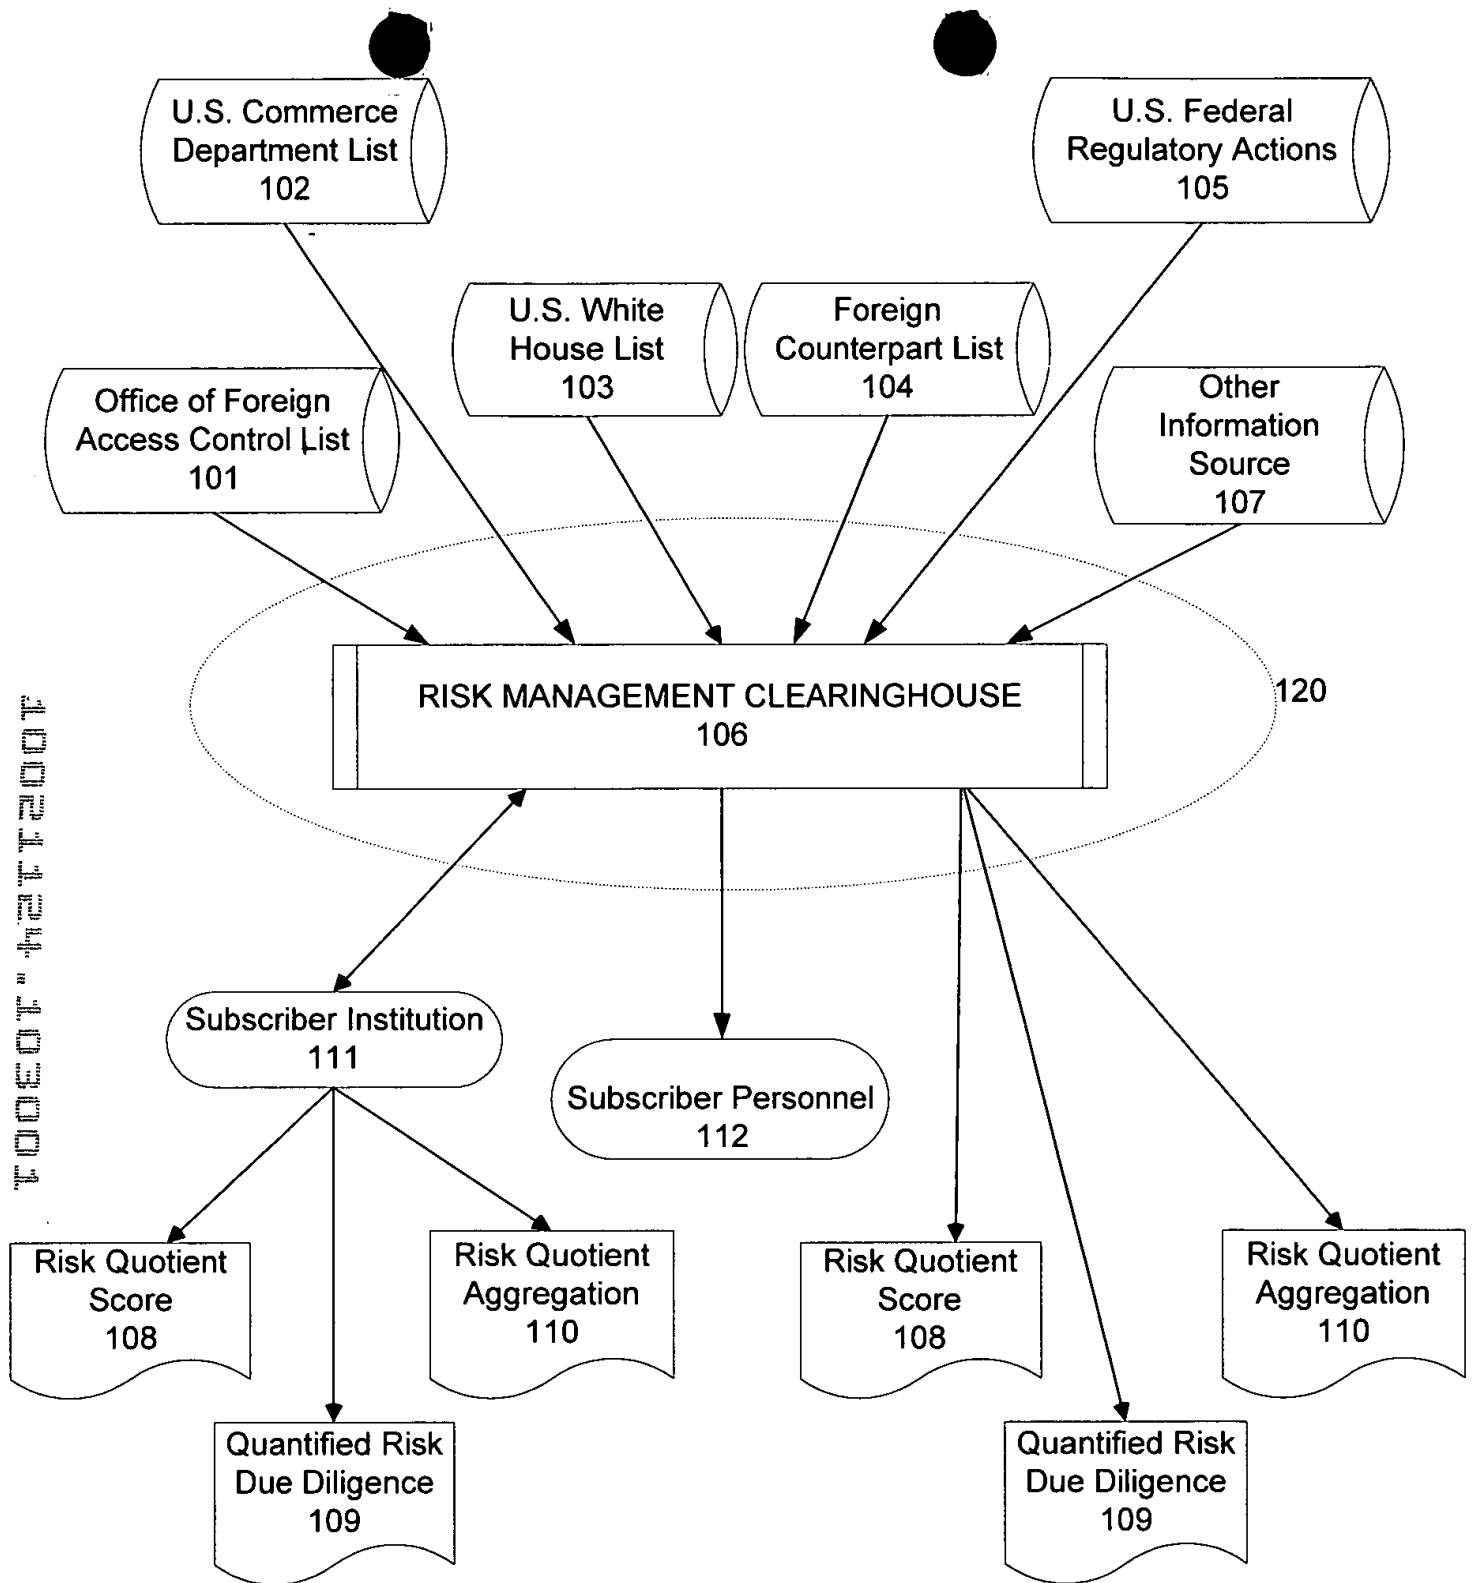 U.S. Commerce
Department List
102
U.S. Federal
Regulatory Actions
105
U.S. White
House List
103
Foreign
Counterpart List
104
Office of Foreign
Access Control List
101
Other
Information
Source
107
RISK MANAGEMENT CLEARINGHOUSE
106
120
10021124.103001
Subscriber Institution
111
Subscriber Personnel
112
Risk Quotient
Score
108
Risk Quotient
Aggregation
110
Risk Quotient
Score
108
Risk Quotient
Aggregation
110
Quantified Risk
Due Diligence
109
Quantified Risk
Due Diligence
109